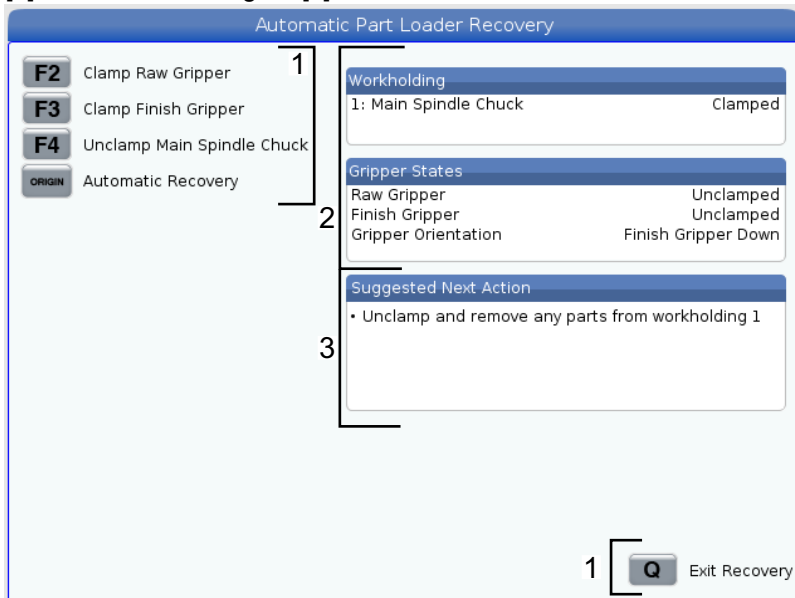 Automatic Part Loader Recovery
F2 Clamp Raw Gripper
F3 Clamp Finish Gripper
F4 Unclamp Main Spindle Chuck
ORIGIN Automatic Recovery
1
2
Workholding
1: Main Spindle Chuck Clamped
Gripper States
Raw Gripper Unclamped
Finish Gripper Unclamped
Gripper Orientation Finish Gripper Down
3
Suggested Next Action
• Unclamp and remove any parts from workholding 1
1
Q Exit Recovery